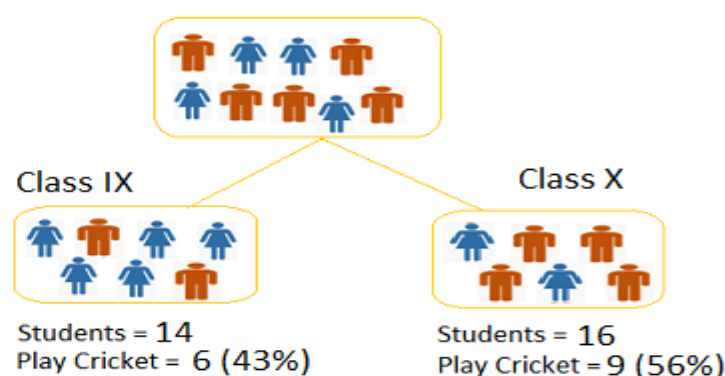 Class IX
Class X
Students = 14
Play Cricket = 6 (43%)
Students = 16
Play Cricket = 9 (56%)